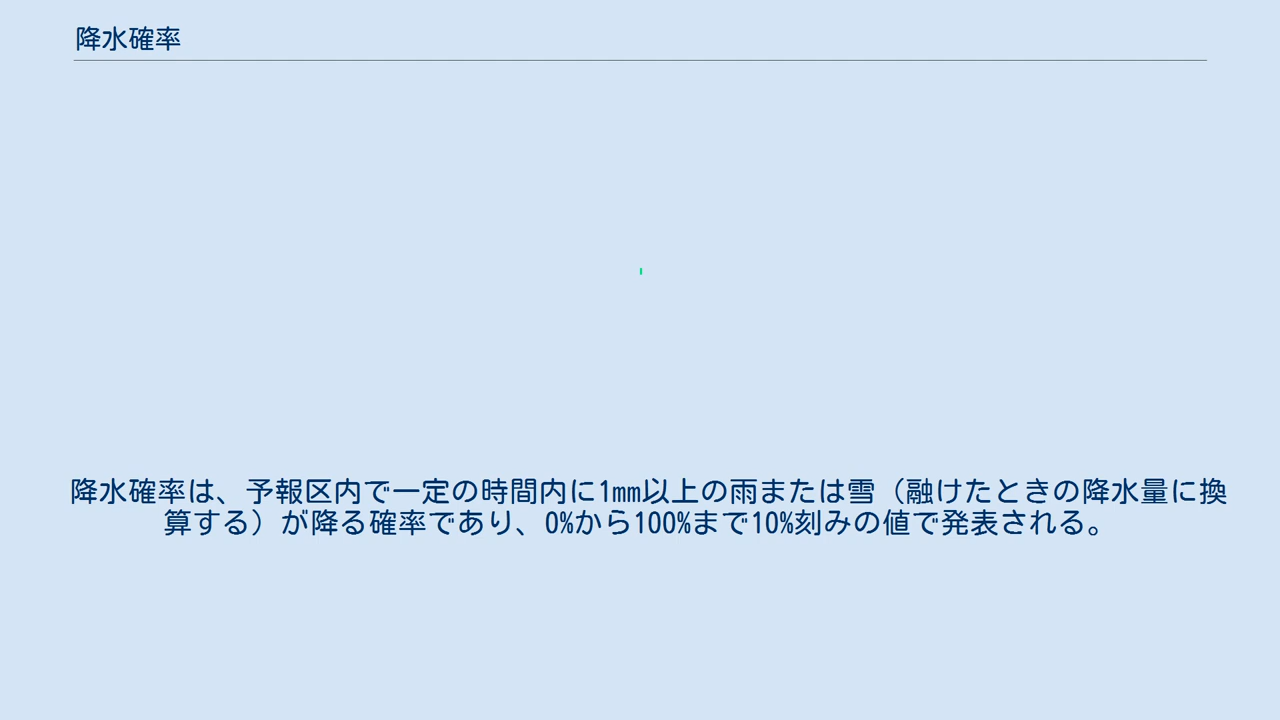 降水確率
降水確率は、予報区内で一定の時間内に1mm以上の雨または雪（融けたときの降水量に換
算する）が降る確率であり、0%から100%まで10%刻みの値で発表される。